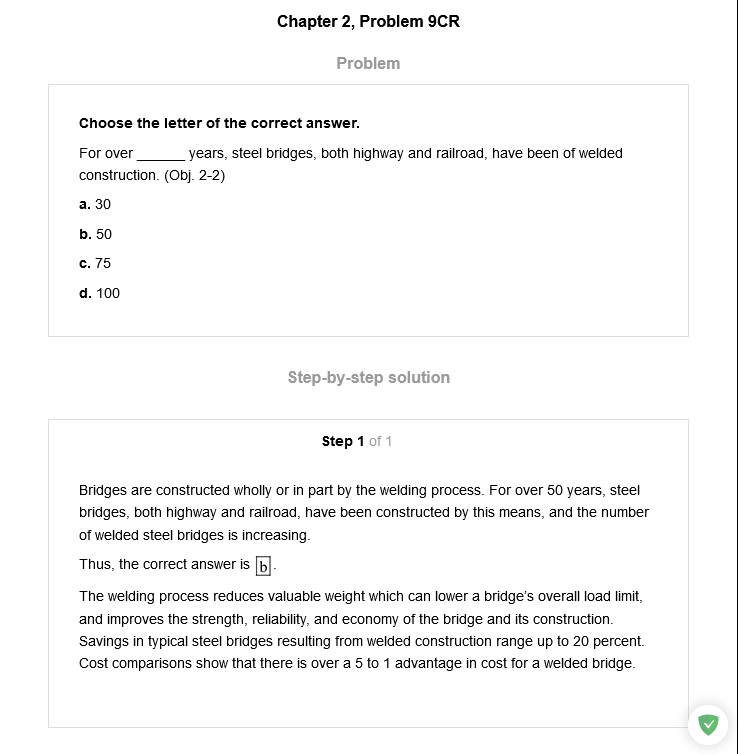 Chapter 2, Problem 9CR
Problem
Choose the letter of the correct answer.
For over ______ years, steel bridges, both highway and railroad, have been of welded
construction. (Obj. 2-2)
a. 30
b. 50
c. 75
d. 100
Step-by-step solution
Step 1 of 1
Bridges are constructed wholly or in part by the welding process. For over 50 years, steel
bridges, both highway and railroad, have been constructed by this means, and the number
of welded steel bridges is increasing.
Thus, the correct answer is b.
The welding process reduces valuable weight which can lower a bridge’s overall load limit,
and improves the strength, reliability, and economy of the bridge and its construction.
Savings in typical steel bridges resulting from welded construction range up to 20 percent.
Cost comparisons show that there is over a 5 to 1 advantage in cost for a welded bridge.